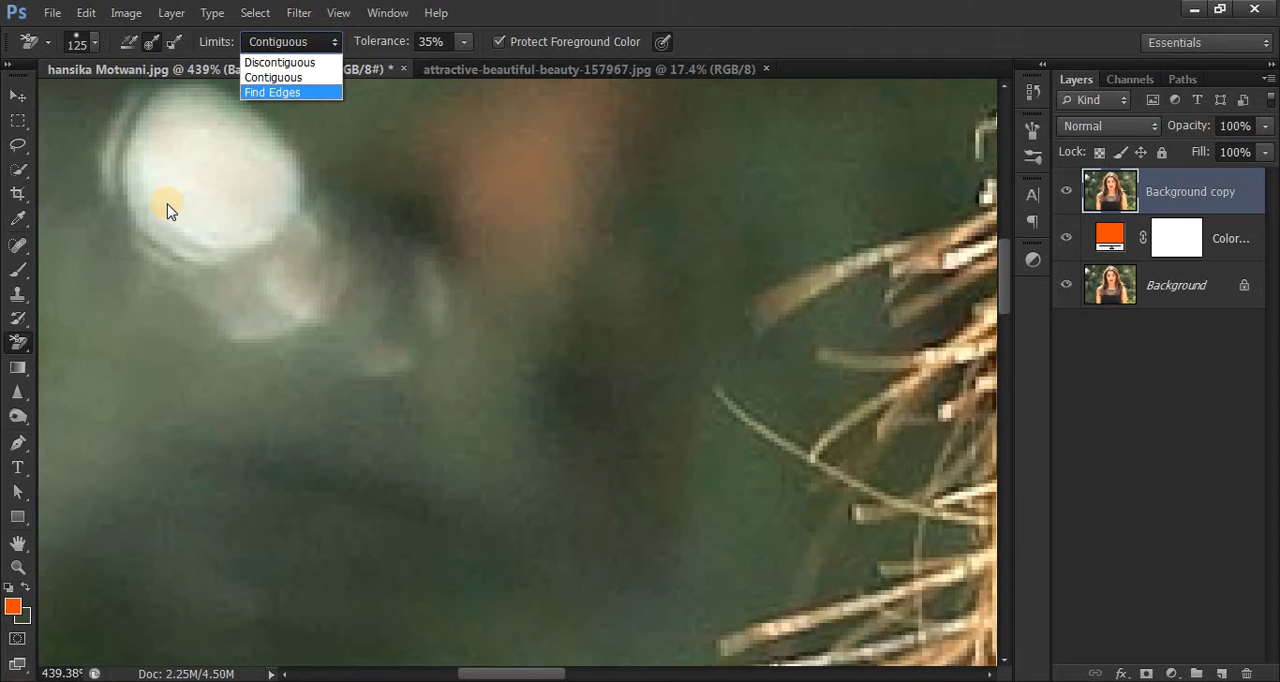 Ps File Edit Image Layer Type Select Filter View Window Help
125 Limits: Contiguous Tolerance: 35% Protect Foreground Color Essentials
Discontiguous
Contiguous
Find Edges
hansika Motwani.jpg @ 439% (Ba GB/8#) * × attractive-beautiful-beauty-157967.jpg @ 17.4% (RGB/8) ×
Layers Channels Paths
Kind
Normal Opacity: 100%
Lock: Fill: 100%
Background copy
Color...
Background
439.38% Doc: 2.25M/4.50M